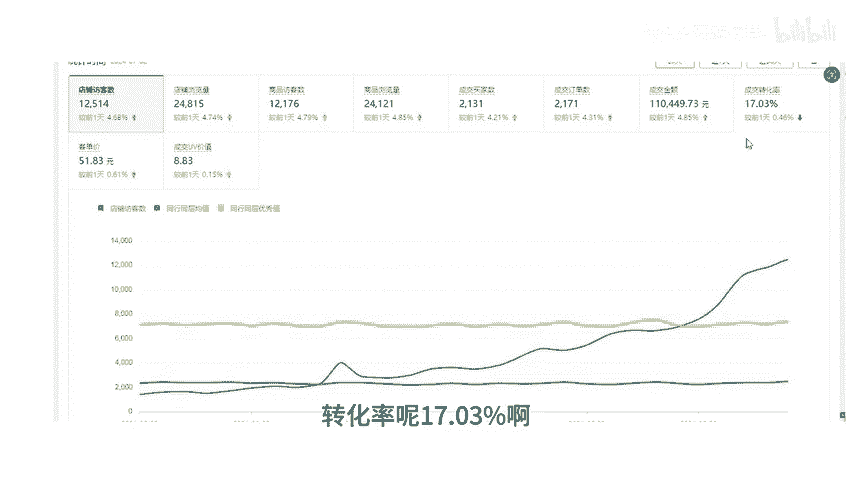 bilibili
店铺访客数 店铺浏览量 商品访客数 商品浏览量 成交买家数 成交订单数 成交金额 成交转化率
12,514 24,815 12,176 24,121 2,131 2,171 110,449.73 元 17.03%
较前1天 4.68% 较前1天 4.74% 较前1天 4.79% 较前1天 4.85% 较前1天 4.21% 较前1天 4.31% 较前1天 4.85% 较前1天 0.46%
客单价 成交UV价值
51.83 元 8.83
较前1天 0.61% 较前1天 0.15%
店铺访客数 同行同层均值 同行同层优秀值
14,000
12,000
10,000
8,000
6,000
4,000
2,000
0
转化率呢17.03%啊